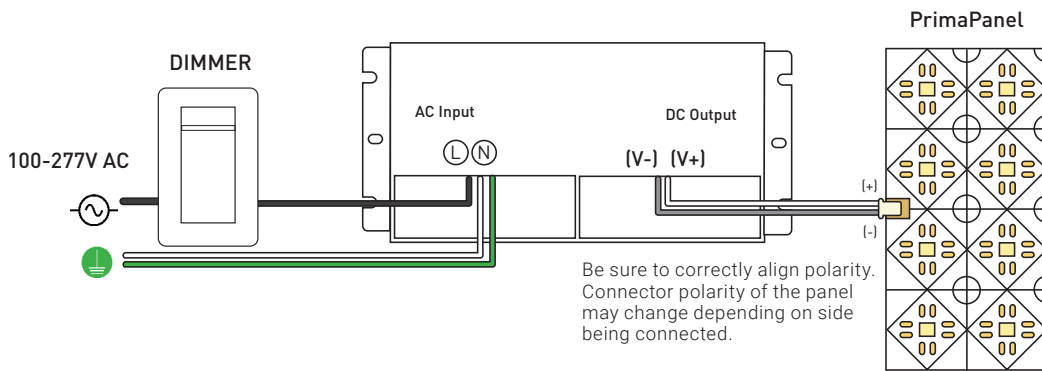 PrimaPanel
DIMMER
AC Input
DC Output
100-277V AC
L N
(V-) (V+)
(+)
(-)
Be sure to correctly align polarity.
Connector polarity of the panel
may change depending on side
being connected.